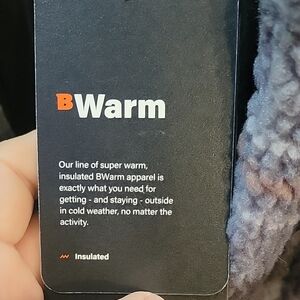 BWarm
Our line of super warm,
insulated BWarm apparel is
exactly what you need for
getting - and staying - outside
in cold weather, no matter the
activity.
Insulated